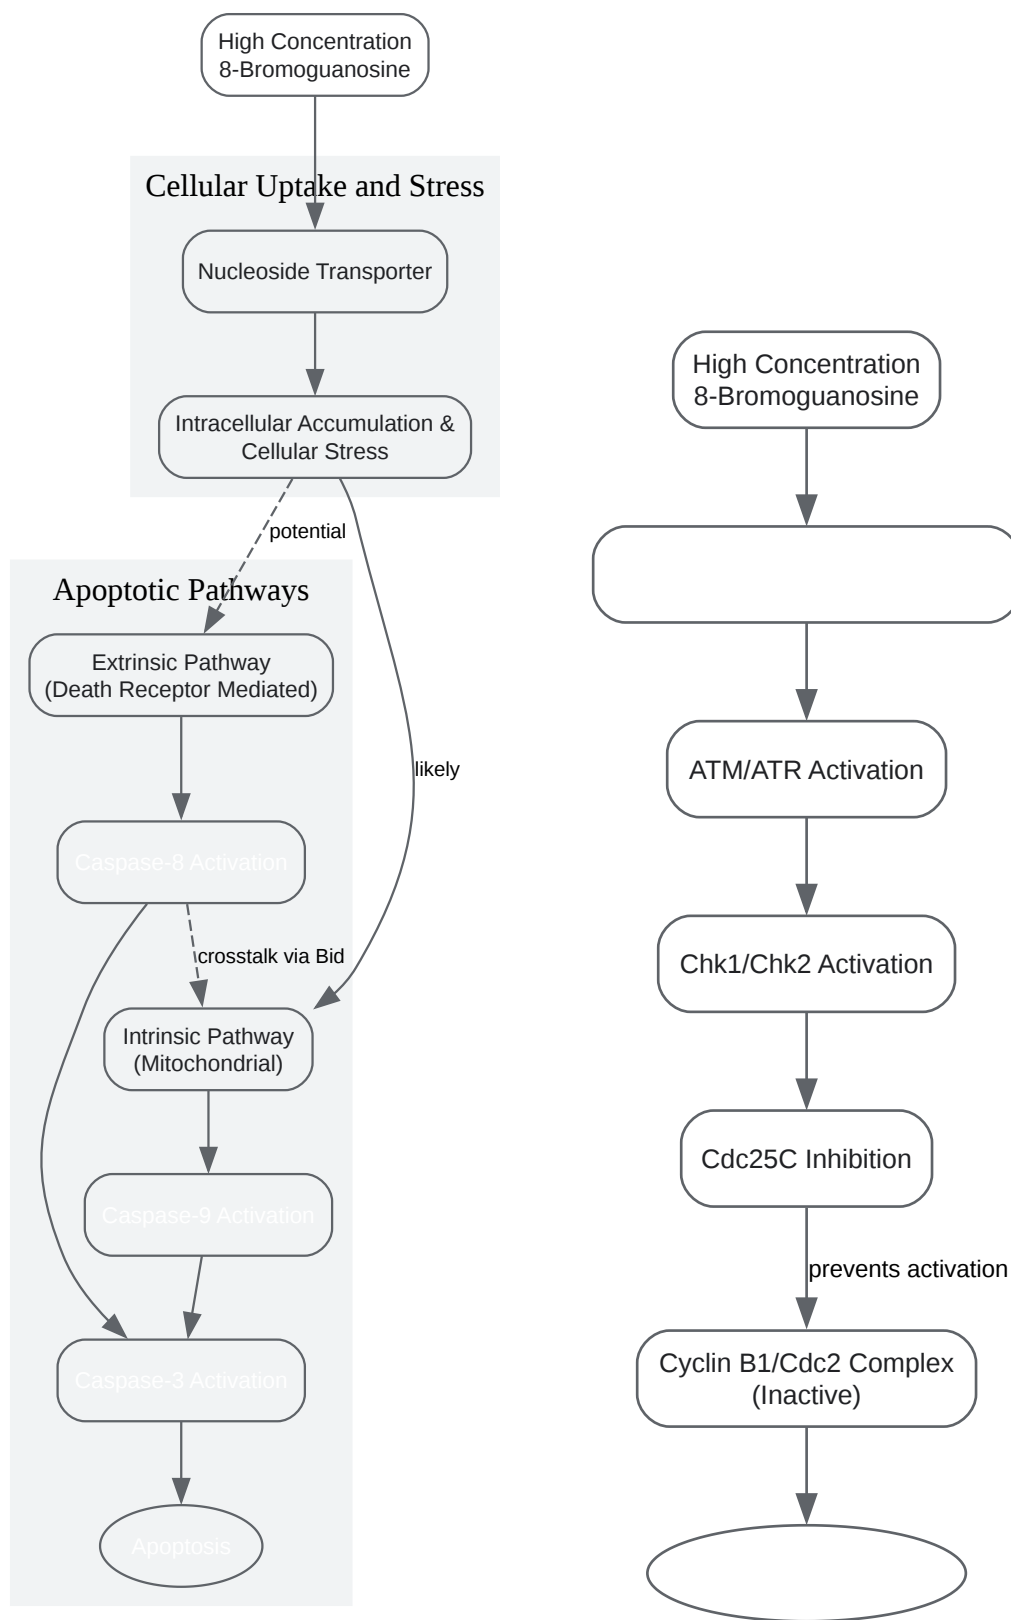 High Concentration
8-Bromoguanosine
Cellular Uptake and Stress
Nucleoside Transporter
Intracellular Accumulation &
Cellular Stress
potential
likely
Apoptotic Pathways
Extrinsic Pathway
(Death Receptor Mediated)
Caspase-8 Activation
crosstalk via Bid
Intrinsic Pathway
(Mitochondrial)
Caspase-9 Activation
Caspase-3 Activation
Apoptosis
High Concentration
8-Bromoguanosine
ATM/ATR Activation
Chk1/Chk2 Activation
Cdc25C Inhibition
prevents activation
Cyclin B1/Cdc2 Complex
(Inactive)